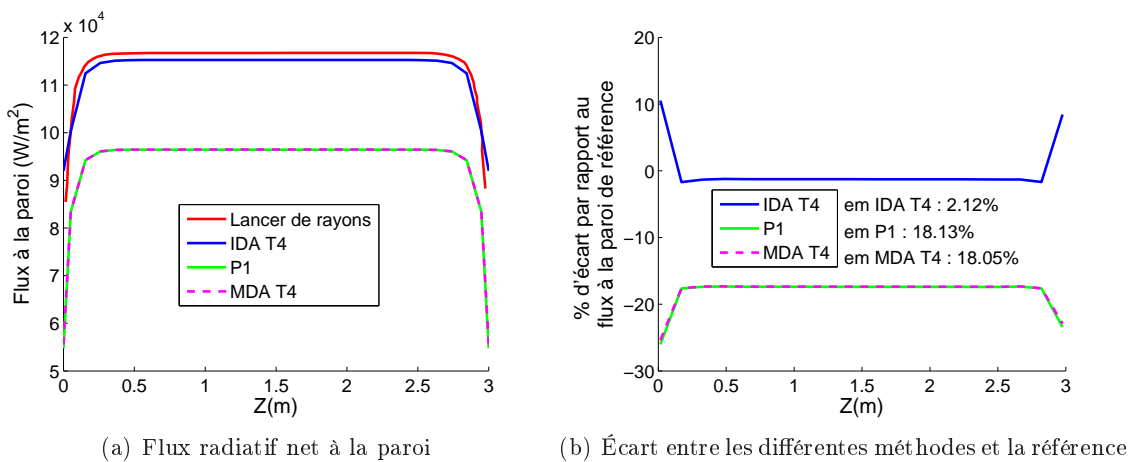 x 10^4
12
11
10
9
8
7
6
5
Flux à la paroi (W/m²)
Lancer de rayons
IDA T4
P1
MDA T4
0
0.5
1
1.5
2
2.5
3
Z(m)
(a) Flux radiatif net à la paroi
20
10
0
−10
−20
−30
% d'écart par rapport au
flux à la paroi de référence
IDA T4
P1
MDA T4
em IDA T4 : 2.12%
em P1 : 18.13%
em MDA T4 : 18.05%
0
0.5
1
1.5
2
2.5
3
Z(m)
(b) Écart entre les différentes méthodes et la référence